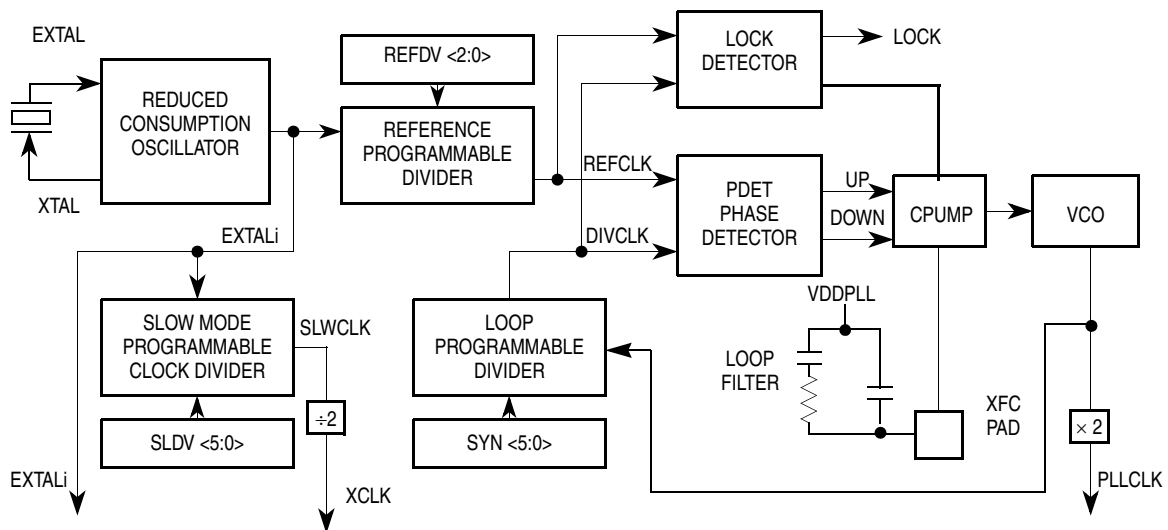 EXTAL
REDUCED
CONSUMPTION
OSCILLATOR
XTAL
REFDV <2:0>
REFERENCE
PROGRAMMABLE
DIVIDER
LOCK
DETECTOR
LOCK
REFCLK
PDET
PHASE
DETECTOR
UP
DOWN
CPUMP
VCO
EXTALi
DIVCLK
SLOW MODE
PROGRAMMABLE
CLOCK DIVIDER
SLWCLK
÷2
SLDV <5:0>
EXTALi
XCLK
LOOP
PROGRAMMABLE
DIVIDER
SYN <5:0>
VDDPLL
LOOP
FILTER
XFC
PAD
× 2
PLLCLK